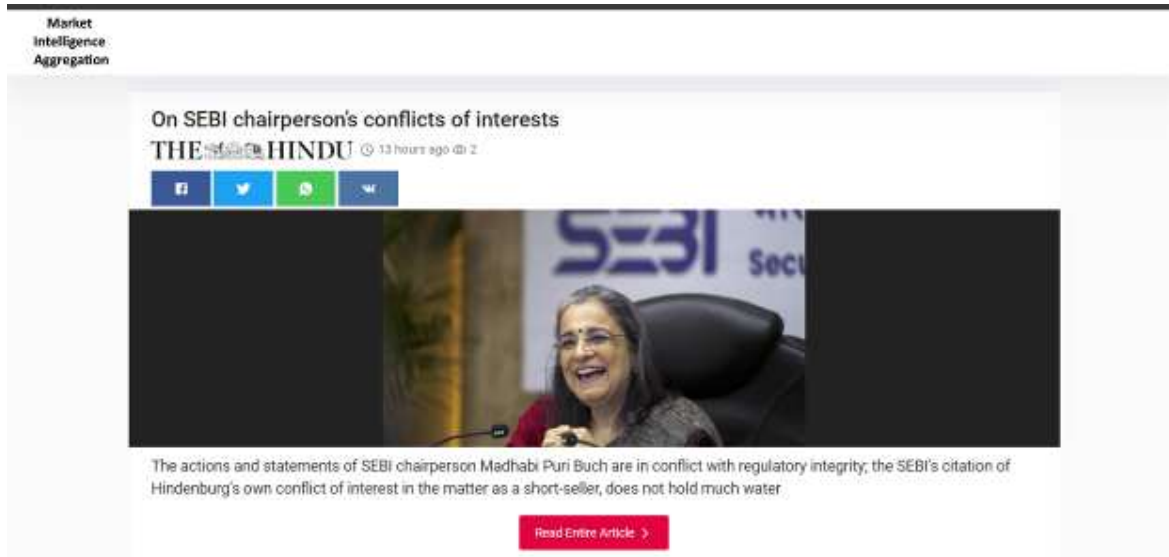 Market
Intelligence
Aggregation
On SEBI chairperson's conflicts of interests
THE HINDU 13 hours ago 2
SEBI
Secu
The actions and statements of SEBI chairperson Madhabi Puri Buch are in conflict with regulatory integrity; the SEBI's citation of
Hindenburg's own conflict of interest in the matter as a short-seller, does not hold much water
Read Entire Article